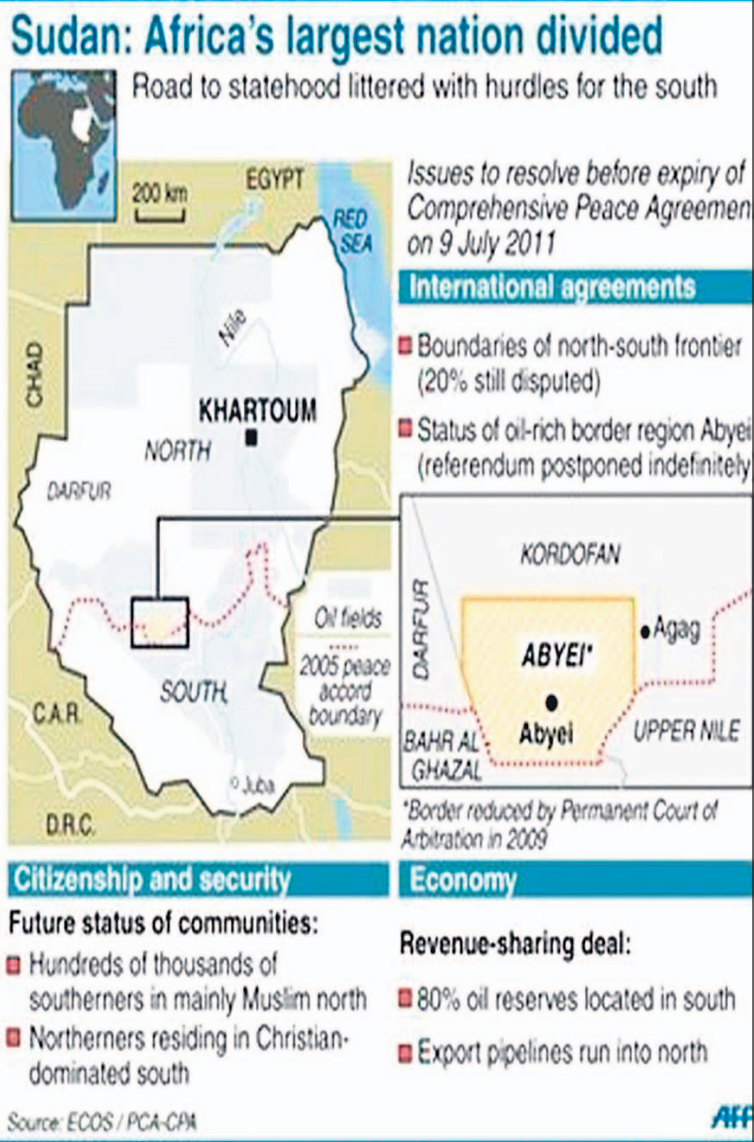 Sudan: Africa's largest nation divided
Road to statehood littered with hurdles for the south
200 km
EGYPT
RED
SEA
Nile
CHAD
KHARTOUM
NORTH
DARFUR
Oil fields
2005 peace
accord
boundary
SOUTH
C.A.R.
Juba
D.R.C.
Issues to resolve before expiry of
Comprehensive Peace Agreemen
on 9 July 2011
International agreements
Boundaries of north-south frontier
(20% still disputed)
Status of oil-rich border region Abyei
(referendum postponed indefinitely
KORDOFAN
DARFUR
ABYEI*
Agag
Abyei
BAHR AL
GHAZAL
UPPER NILE
*Border reduced by Permanent Court of
Arbitration in 2009
Citizenship and security
Future status of communities:
Hundreds of thousands of
southerners in mainly Muslim north
Northerners residing in Christian-
dominated south
Economy
Revenue-sharing deal:
80% oil reserves located in south
Export pipelines run into north
Source: ECOS / PCA-CPA
AFP